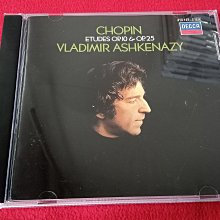 CHOPIN
ETUDES OP.10 & OP.25
VLADIMIR ASHKENAZY
DECCA